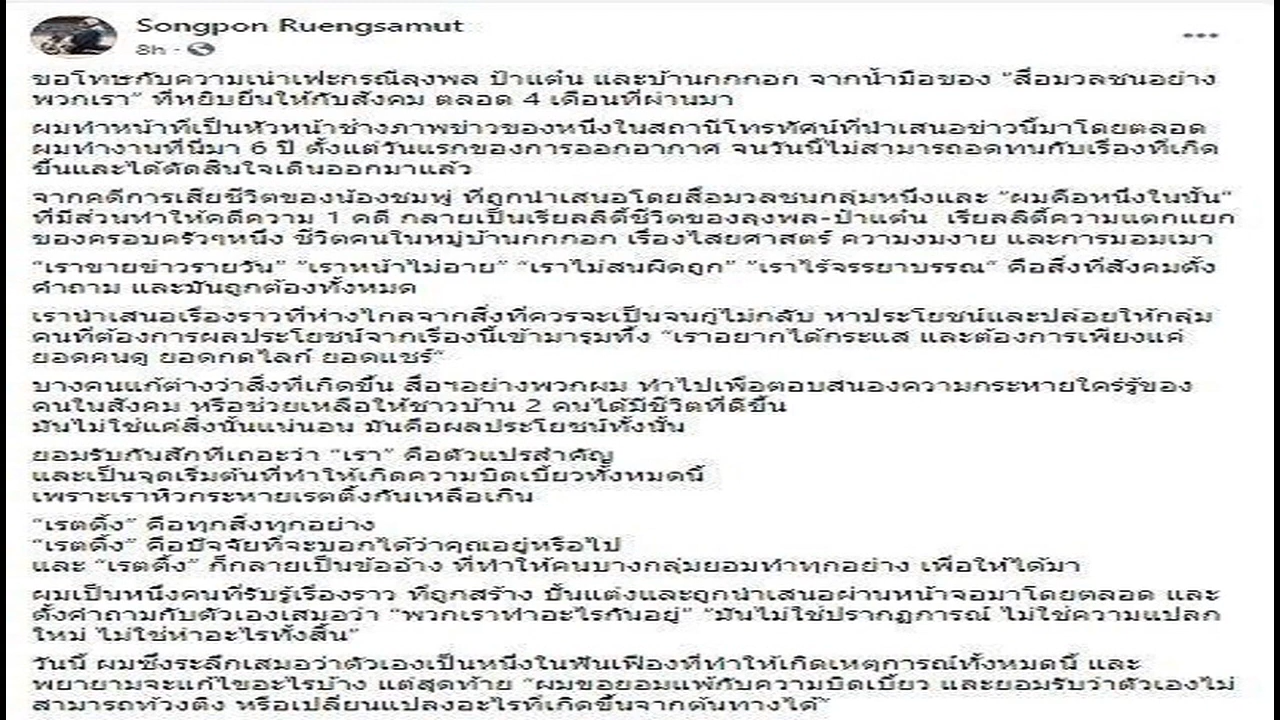 Songpon Ruengsamut
8h ·
ขอโทษกับความเน่าเฟะกรณีลุงพล ป้าแต๋น และบ้านกกกอก จากน้ำมือของ "สื่อมวลชนอย่าง
พวกเรา" ที่หยิบยื่นให้กับสังคม ตลอด 4 เดือนที่ผ่านมา
ผมทำหน้าที่เป็นหัวหน้าช่างภาพข่าวของหนึ่งในสถานีโทรทัศน์ที่นำเสนอข่าวนี้มาโดยตลอด
ผมทำงานที่นี่มา 6 ปี ตั้งแต่วันแรกของการออกอากาศ จนวันนี้ไม่สามารถอดทนกับเรื่องที่เกิด
ขึ้นและได้ตัดสินใจเดินออกมาแล้ว
จากคดีการเสียชีวิตของน้องชมพู่ ที่ถูกนำเสนอโดยสื่อมวลชนกลุ่มหนึ่งและ "ผมคือหนึ่งในนั้น"
ที่มีส่วนทำให้คดีความ 1 คดี กลายเป็นเรียลลิตี้ชีวิตของลุงพล-ป้าแต๋น เรียลลิตี้ความแตกแยก
ของครอบครัวๆหนึ่ง ชีวิตคนในหมู่บ้านกกกอก เรื่องไสยศาสตร์ ความงมงาย และการมอมเมา
"เราขายข่าวรายวัน" "เราหน้าไม่อาย" "เราไม่สนผิดถูก" "เราไร้จรรยาบรรณ" คือสิ่งที่สังคมตั้ง
คำถาม และมันถูกต้องทั้งหมด
เรานำเสนอเรื่องราวที่ห่างไกลจากสิ่งที่ควรจะเป็นจนกู่ไม่กลับ หาประโยชน์และปล่อยให้กลุ่ม
คนที่ต้องการผลประโยชน์จากเรื่องนี้เข้ามารุมทึ้ง "เราอยากได้กระแส และต้องการเพียงแค่
ยอดคนดู ยอดกดไลก์ ยอดแชร์"
บางคนแก้ต่างว่าสิ่งที่เกิดขึ้น สื่อฯอย่างพวกผม ทำไปเพื่อตอบสนองความกระหายใคร่รู้ของ
คนในสังคม หรือช่วยเหลือให้ชาวบ้าน 2 คนได้มีชีวิตที่ดีขึ้น
มันไม่ใช่แค่สิ่งนั้นแน่นอน มันคือผลประโยชน์ทั้งนั้น
ยอมรับกันสักทีเถอะว่า "เรา" คือตัวแปรสำคัญ
และเป็นจุดเริ่มต้นที่ทำให้เกิดความบิดเบี้ยวทั้งหมดนี้
เพราะเราหิวกระหายเรตติ้งกันเหลือเกิน
"เรตติ้ง" คือทุกสิ่งทุกอย่าง
"เรตติ้ง" คือปัจจัยที่จะบอกได้ว่าคุณอยู่หรือไป
และ "เรตติ้ง" ก็กลายเป็นข้ออ้าง ที่ทำให้คนบางกลุ่มยอมทำทุกอย่าง เพื่อให้ได้มา
ผมเป็นหนึ่งคนที่รับรู้เรื่องราว ที่ถูกสร้าง ปั้นแต่งและถูกนำเสนอผ่านหน้าจอมาโดยตลอด และ
ตั้งคำถามกับตัวเองเสมอว่า "พวกเราทำอะไรกันอยู่" "มันไม่ใช่ปรากฏการณ์ ไม่ใช่ความแปลก
ใหม่ ไม่ใช่ห่าอะไรทั้งสิ้น"
วันนี้ ผมซึ่งระลึกเสมอว่าตัวเองเป็นหนึ่งในฟันเฟืองที่ทำให้เกิดเหตุการณ์ทั้งหมดนี้ และ
พยายามจะแก้ไขอะไรบ้าง แต่สุดท้าย "ผมขอยอมแพ้กับความบิดเบี้ยว และยอมรับว่าตัวเองไม่
สามารถท้วงติง หรือเปลี่ยนแปลงอะไรที่เกิดขึ้นจากต้นทางได้"